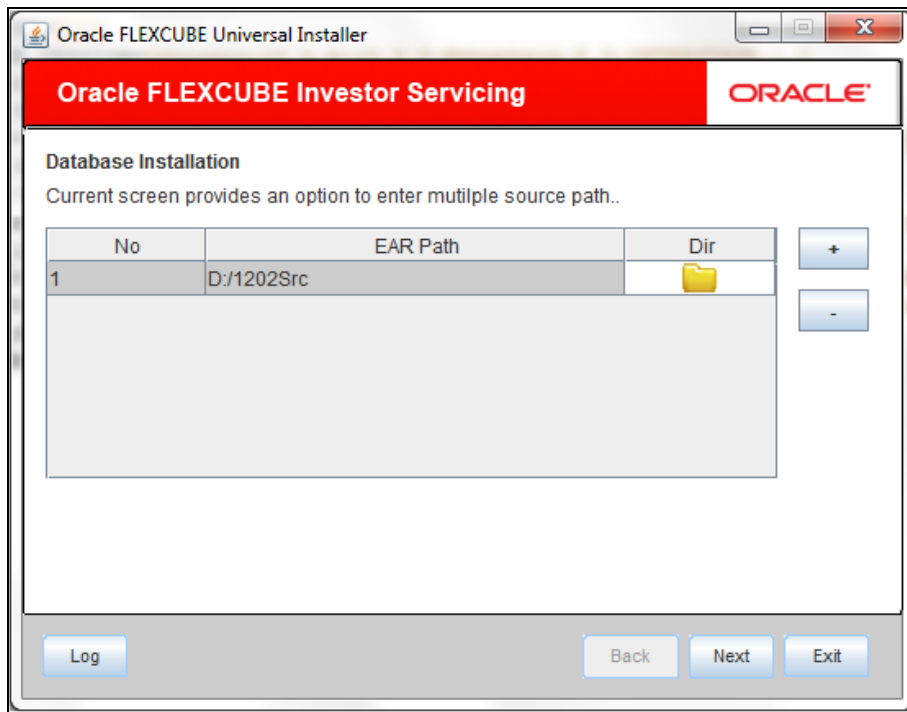 Oracle FLEXCUBE Universal Installer
Oracle FLEXCUBE Investor Servicing
ORACLE
Database Installation
Current screen provides an option to enter mutilple source path..
No EAR Path Dir
+
1 D:/1202Src
-
Log Back Next Exit